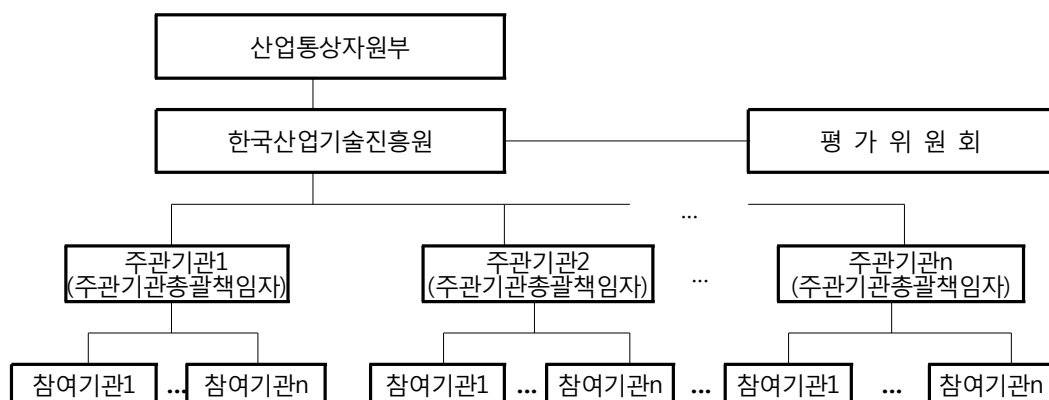 산업통상자원부
한국산업기술진흥원
평 가 위 원 회
...
주관기관1
(주관기관총괄책임자)
주관기관2
(주관기관총괄책임자)
...
주관기관n
(주관기관총괄책임자)
참여기관1 ... 참여기관n 참여기관1 ... 참여기관n ... 참여기관1 ... 참여기관n